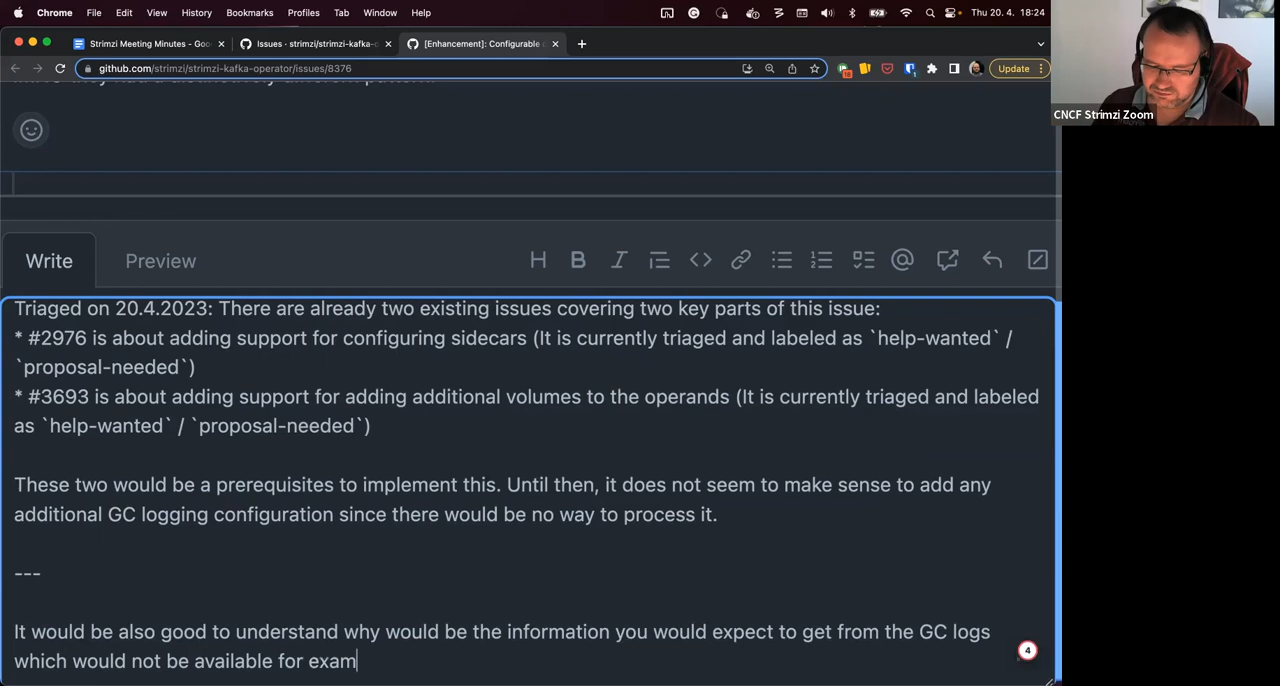 Chrome File Edit View History Bookmarks Profiles Tab Window Help Thu 20. 4. 18:24
Strimzi Meeting Minutes - Goo Issues · strimzi/strimzi-kafka-o [Enhancement]: Configurable
github.com/strimzi/strimzi-kafka-operator/issues/8376 18 Update
CNCF Strimzi Zoom
Write Preview
Triaged on 20.4.2023: There are already two existing issues covering two key parts of this issue:
* #2976 is about adding support for configuring sidecars (It is currently triaged and labeled as `help-wanted` /
`proposal-needed`)
* #3693 is about adding support for adding additional volumes to the operands (It is currently triaged and labeled
as `help-wanted` / `proposal-needed`)
These two would be a prerequisites to implement this. Until then, it does not seem to make sense to add any
additional GC logging configuration since there would be no way to process it.
---
It would be also good to understand why would be the information you would expect to get from the GC logs
which would not be available for exam
4